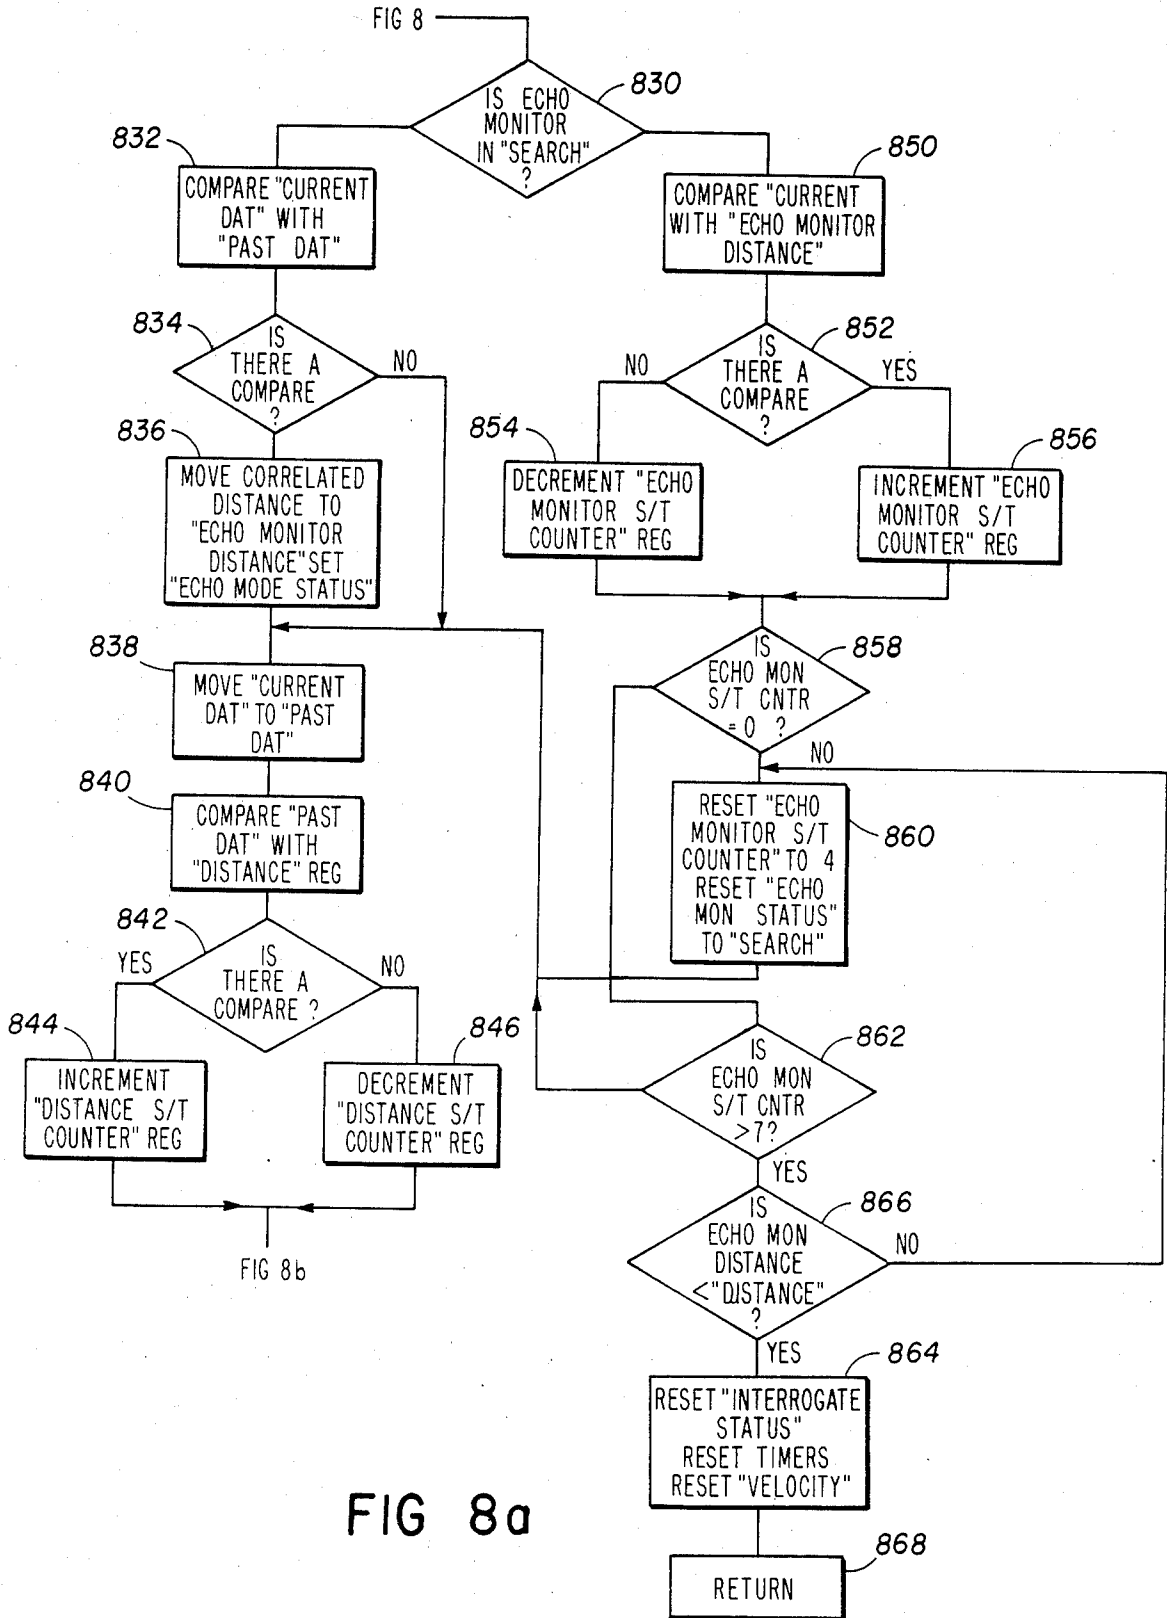 FIG 8
830
IS ECHO
MONITOR
IN "SEARCH"
?
832
COMPARE "CURRENT
DAT" WITH
"PAST DAT"
834
IS
THERE A
COMPARE
?
NO
836
MOVE CORRELATED
DISTANCE TO
"ECHO MONITOR
DISTANCE" SET
"ECHO MODE STATUS"
838
MOVE "CURRENT
DAT" TO "PAST
DAT"
840
COMPARE "PAST
DAT" WITH
"DISTANCE" REG
842
YES
IS
THERE A
COMPARE ?
NO
844
INCREMENT
"DISTANCE S/T
COUNTER" REG
846
DECREMENT
"DISTANCE S/T
COUNTER" REG
FIG 8b
850
COMPARE "CURRENT
WITH "ECHO MONITOR
DISTANCE"
852
NO
IS
THERE A
COMPARE
?
YES
854
DECREMENT "ECHO
MONITOR S/T
COUNTER" REG
856
INCREMENT "ECHO
MONITOR S/T
COUNTER" REG
858
IS
ECHO MON
S/T CNTR
=0 ?
NO
860
RESET "ECHO
MONITOR S/T
COUNTER" TO 4
RESET "ECHO
MON STATUS"
TO "SEARCH"
862
IS
ECHO MON
S/T CNTR
>7?
YES
866
IS
ECHO MON
DISTANCE
<"DISTANCE"
?
NO
YES
864
RESET "INTERROGATE
STATUS"
RESET TIMERS
RESET "VELOCITY"
868
RETURN
FIG 8a